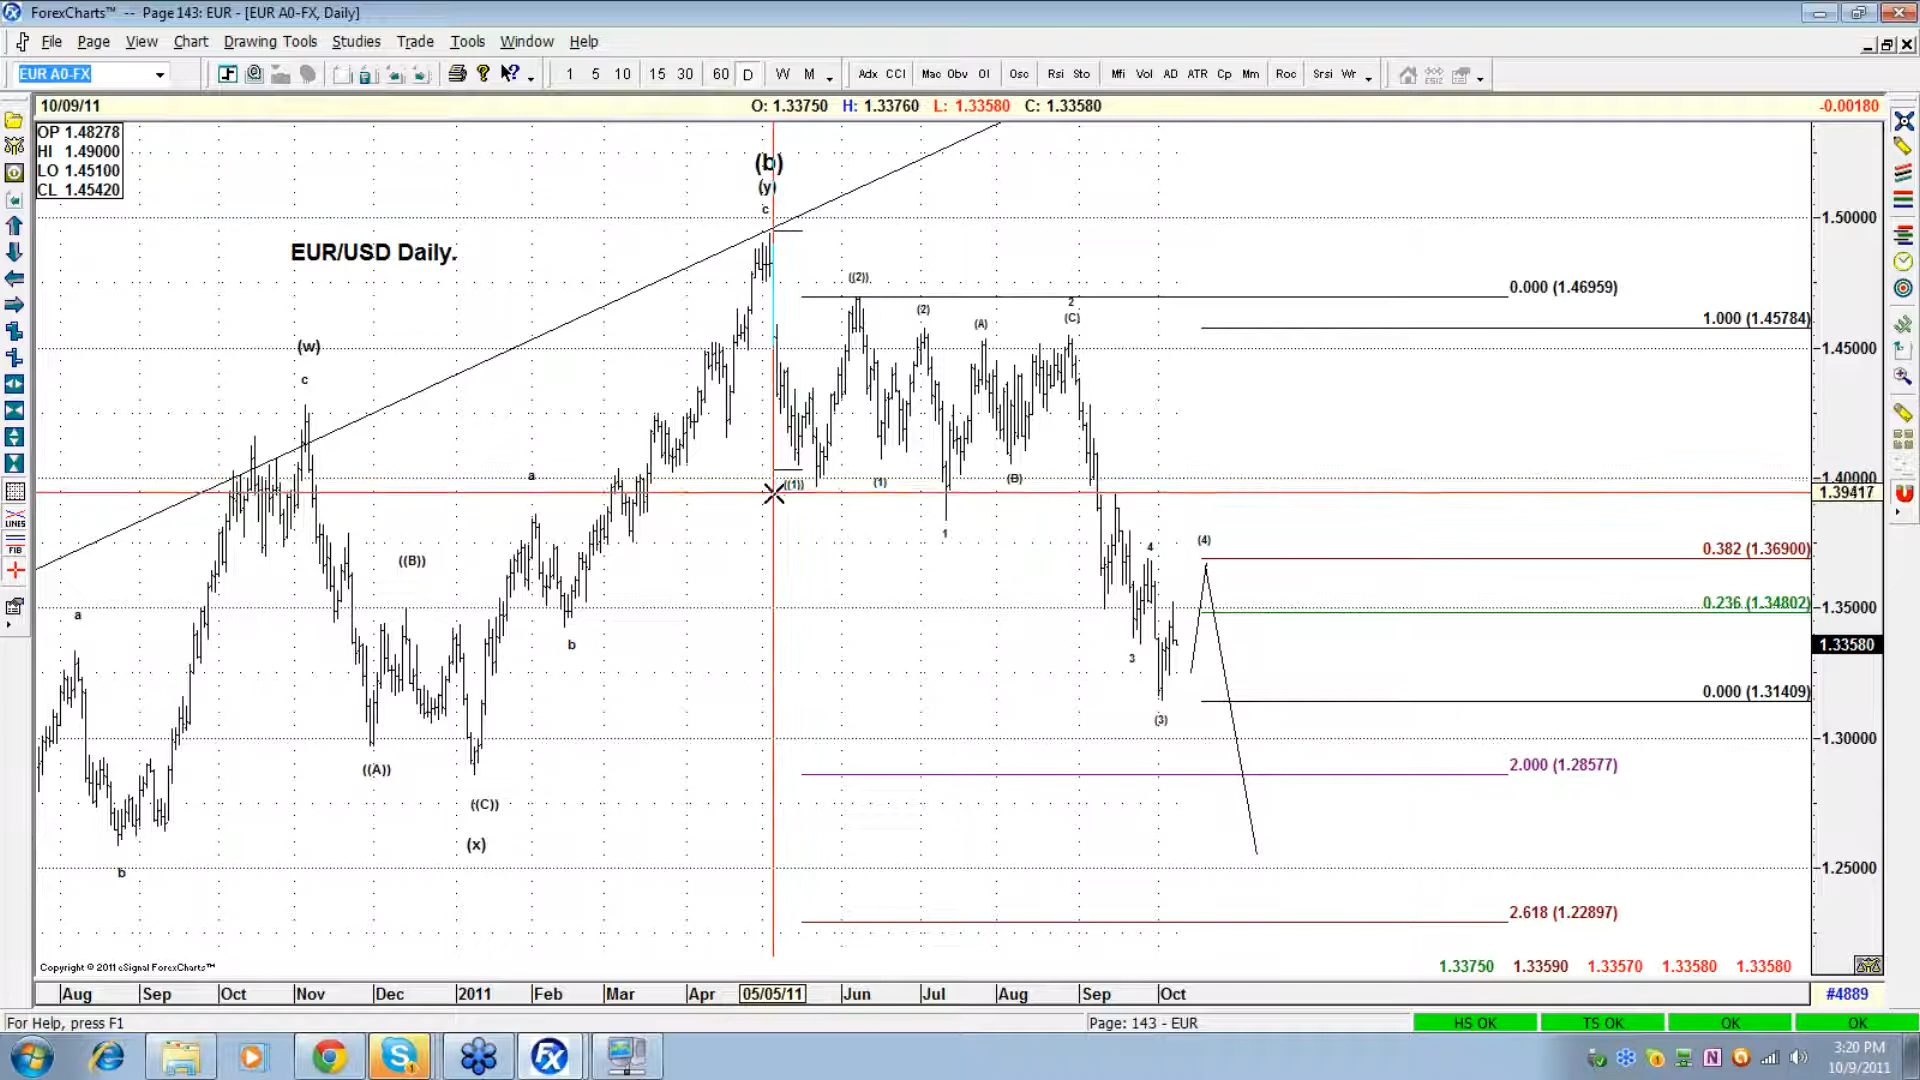 ForexCharts™ -- Page 143: EUR - [EUR A0-FX, Daily]
File Page View Chart Drawing Tools Studies Trade Tools Window Help
EUR A0-FX 1 5 10 15 30 60 D W M Adx CCI Mac Obv OI Osc Rsi Sto Mfi Vol AD ATR Cp Mm Roc Srsi Wr
10/09/11 O: 1.33750 H: 1.33760 L: 1.33580 C: 1.33580 -0.00180
OP 1.48278
HI 1.49000
LO 1.45100
CL 1.45420
(b)
(y)
c
1.50000
EUR/USD Daily.
((2))
0.000 (1.46959)
2
(2)
(C)
(A)
1.000 (1.45784)
(w)
1.45000
c
a
1.40000
((1))
(1)
(B)
1.39417
LINES
1
FIB
(4)
4
0.382 (1.36900)
((B))
0.236 (1.34802)
1.35000
a
b
1.33580
3
0.000 (1.31409)
(3)
1.30000
((A))
2.000 (1.28577)
((C))
(x)
b
1.25000
2.618 (1.22897)
Copyright © 2011 eSignal ForexCharts™
1.33750 1.33590 1.33570 1.33580 1.33580
Aug Sep Oct Nov Dec 2011 Feb Mar Apr 05/05/11 Jun Jul Aug Sep Oct #4889
For Help, press F1 Page: 143 - EUR HS OK TS OK OK OK
3:20 PM
10/9/2011